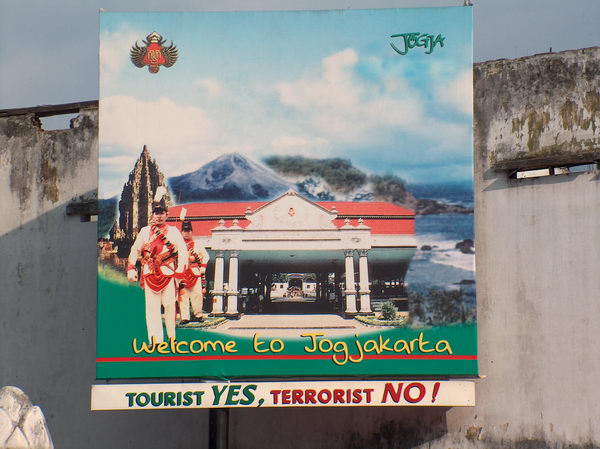 JOGJA
Welcome to Jogjakarta
TOURIST YES, TERRORIST NO!